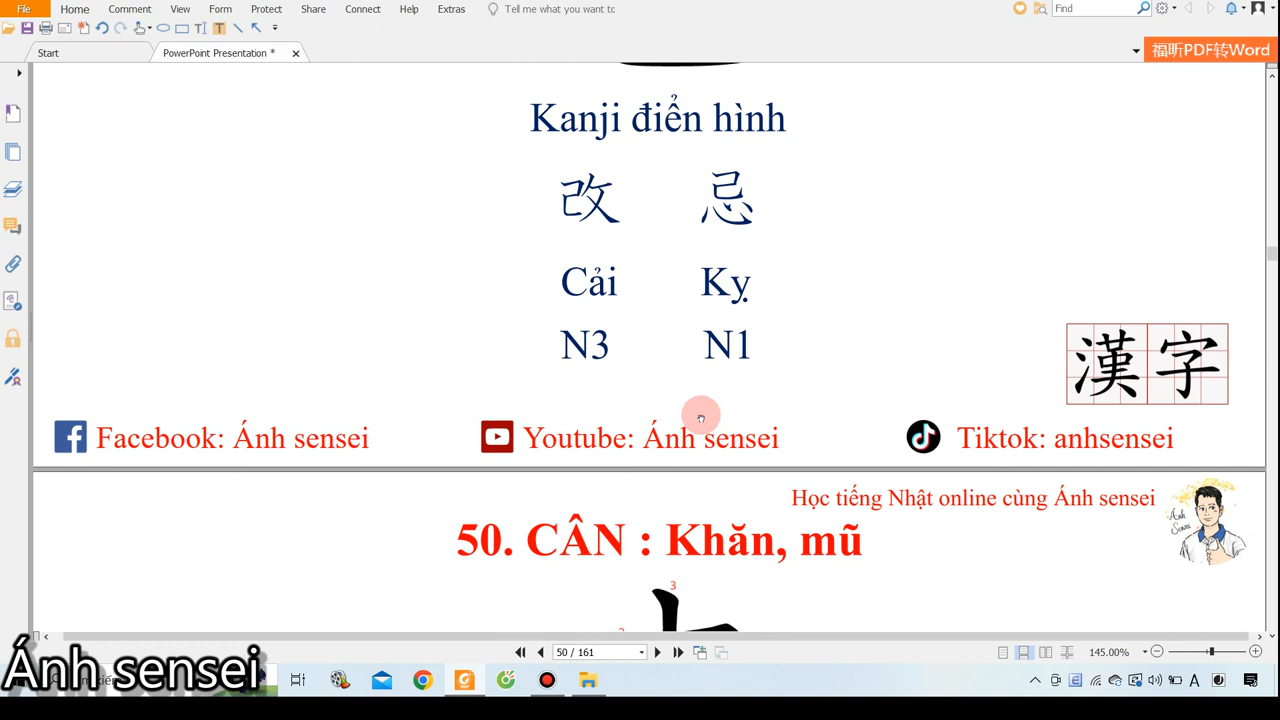 File Home Comment View Form Protect Share Connect Help Extras Tell me what you want to Find
Start PowerPoint Presentation * 福昕PDF转Word
Kanji điển hình
改 忌
Cải Kỵ
N3 N1
漢字
Facebook: Ánh sensei Youtube: Ánh sensei Tiktok: anhsensei
Học tiếng Nhật online cùng Ánh sensei
Ánh Sensei
50. CÂN : Khăn, mũ
3
50 / 161 145.00%
Ánh sensei